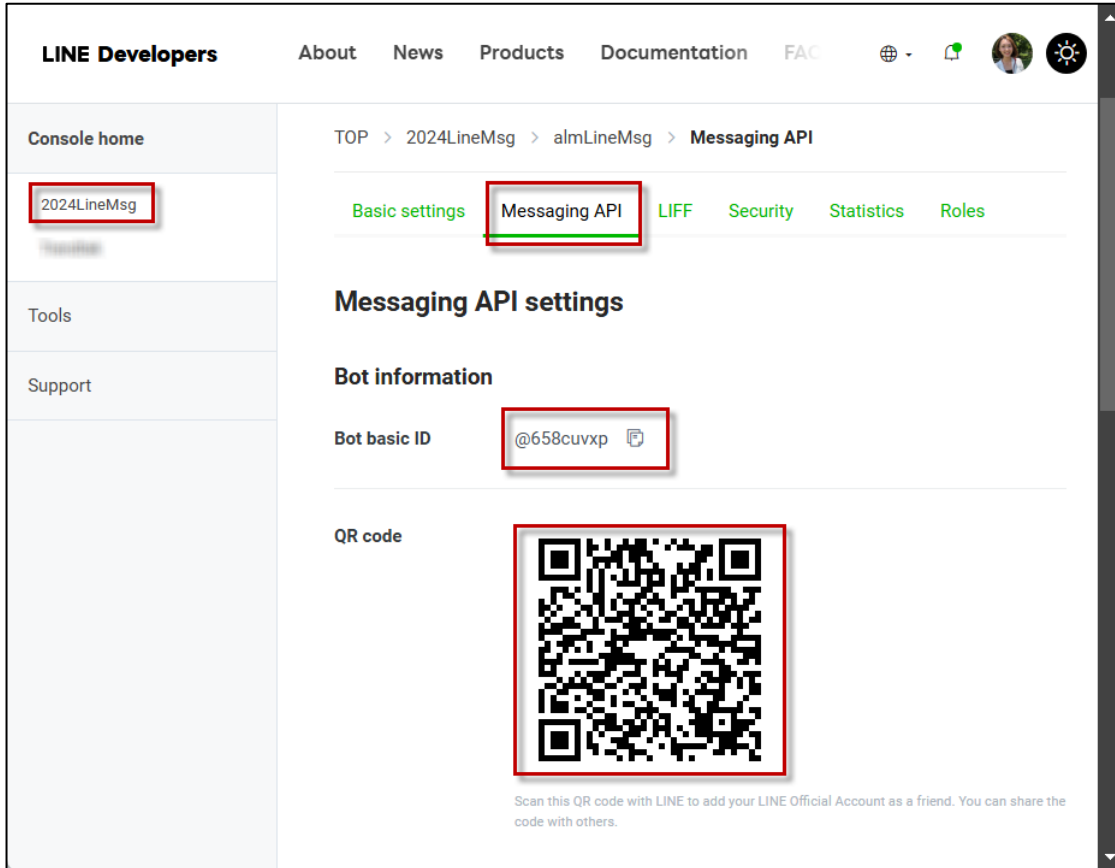 LINE Developers
About News Products Documentation FAQ
Console home
2024LineMsg
Tools
Support
TOP > 2024LineMsg > almLineMsg > Messaging API
Basic settings Messaging API LIFF Security Statistics Roles
Messaging API settings
Bot information
Bot basic ID @658cuvxp
QR code
Scan this QR code with LINE to add your LINE Official Account as a friend. You can share the
code with others.